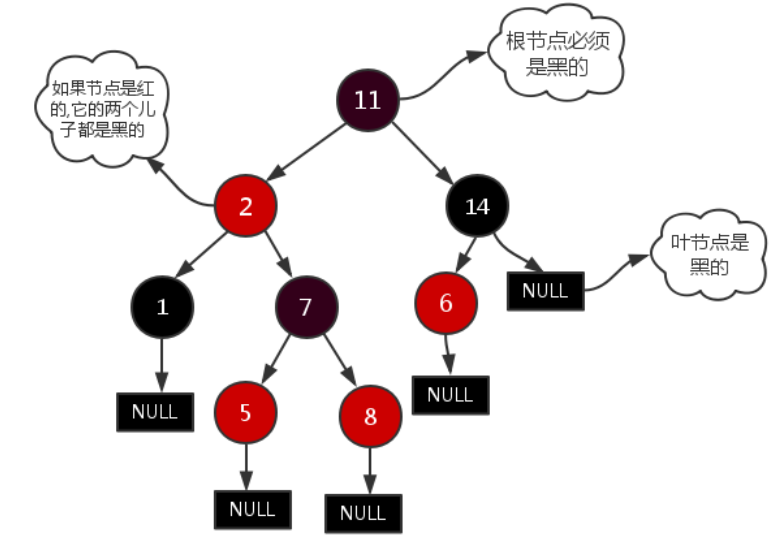 根节点必须
是黑的
如果节点是红
的,它的两个儿
子都是黑的
11
2
14
叶节点是
黑的
1
7
6
NULL
NULL
5
8
NULL
NULL
NULL